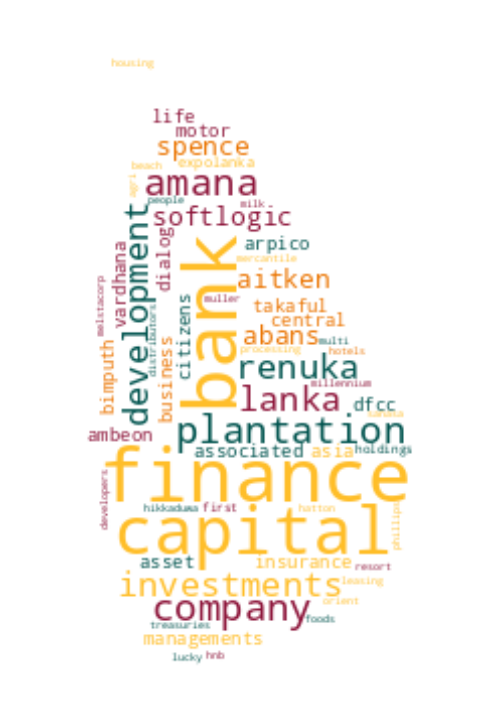 housing
life
motor
spence
expolanka
beach
agri
amana
people
milk
softlogic
development
dialog
vardhana
bank
arpico
mercantile
melstacorp
aitken
citizens
muller
distributors
takaful
central
abans
multi
business
bimputh
processing
hotels
renuka
millennium
lanka
dfcc
sanasa
ambeon
plantation
associated
asia
holdings
finance
developers
capital
hikkaduwa
first
hatton
phillips
asset
insurance
resort
investments
leasing
company
orient
foods
treasuries
managements
lucky
hnb